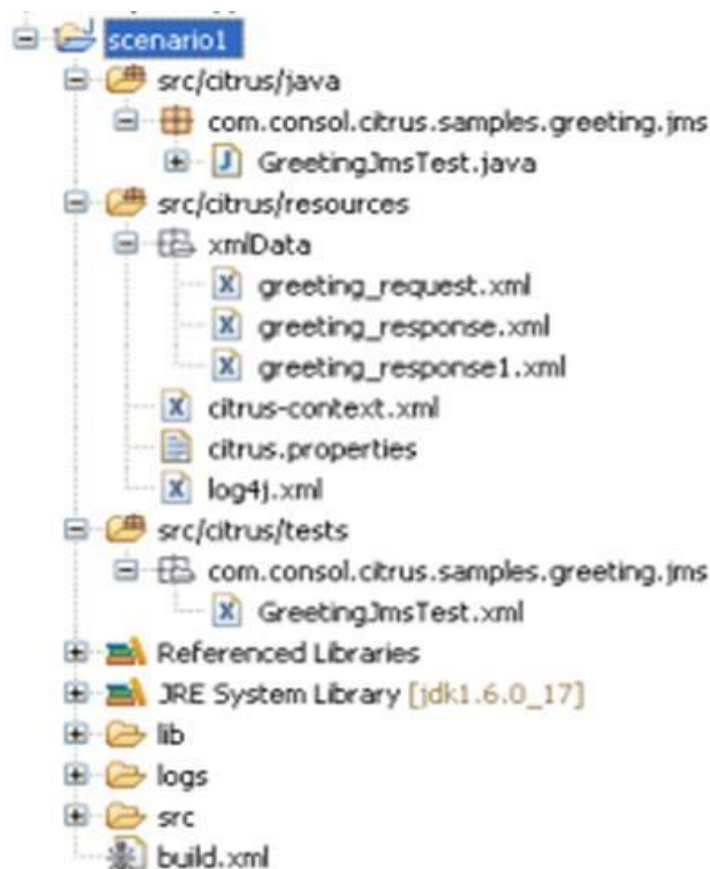 scenario1
src/citrus/java
com.consol.citrus.samples.greeting.jms
GreetingJmsTest.java
src/citrus/resources
xmlData
greeting_request.xml
greeting_response.xml
greeting_response1.xml
citrus-context.xml
citrus.properties
log4j.xml
src/citrus/tests
com.consol.citrus.samples.greeting.jms
GreetingJmsTest.xml
Referenced Libraries
JRE System Library [jdk1.6.0_17]
lib
logs
src
build.xml